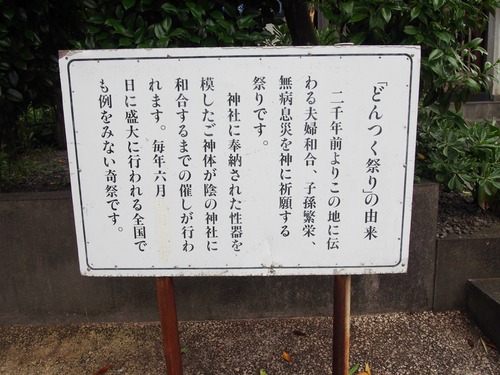 「どんつく祭り」の由来
二千年前よりこの地に伝
わる夫婦和合、子孫繁栄、
無病息災を神に祈願する
祭りです。
神社に奉納された性器を
模したご神体が陰の神社に
和合するまでの催しが行わ
れます。毎年六月
日に盛大に行われる全国で
も例をみない奇祭です。